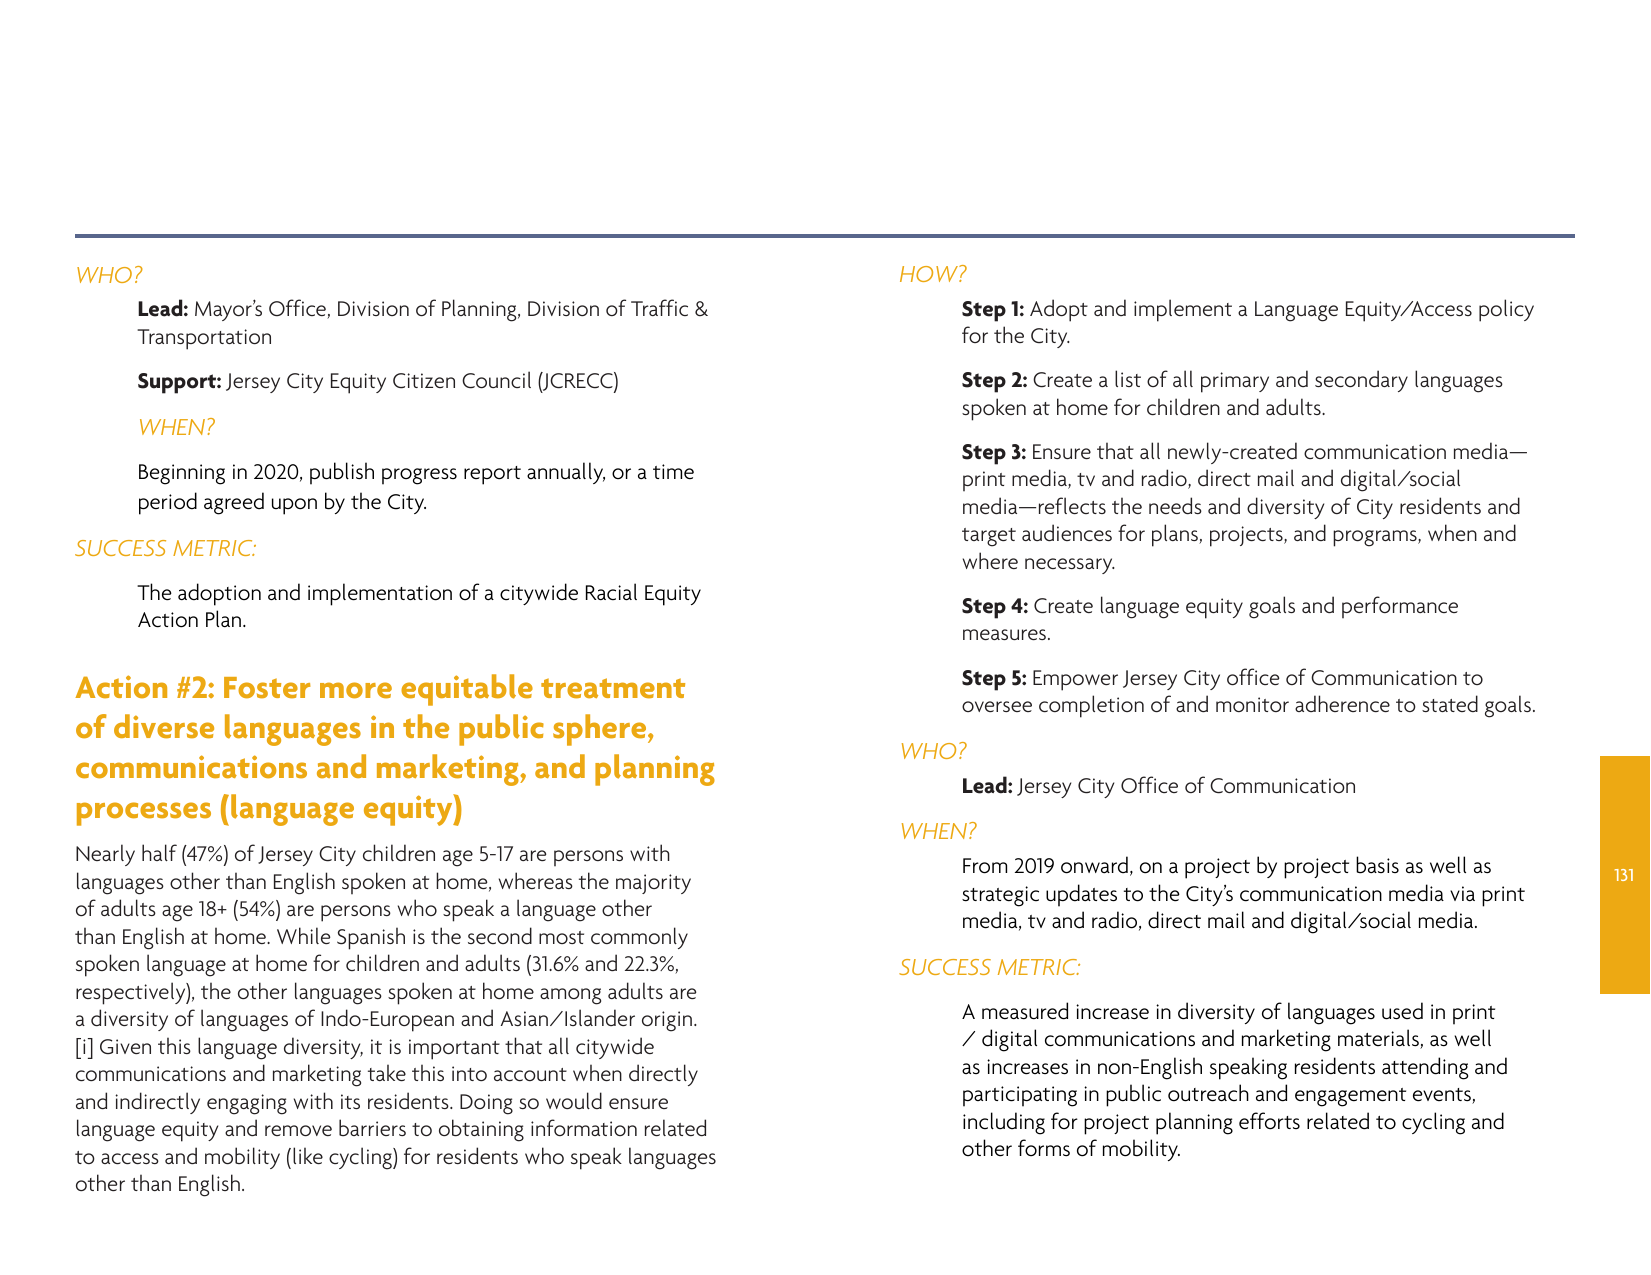 WHO?
Lead: Mayor’s Office, Division of Planning, Division of Traffic &
Transportation
Support: Jersey City Equity Citizen Council (JCRECC)
WHEN?
Beginning in 2020, publish progress report annually, or a time
period agreed upon by the City.
SUCCESS METRIC:
The adoption and implementation of a citywide Racial Equity
Action Plan.
Action #2: Foster more equitable treatment
of diverse languages in the public sphere,
communications and marketing, and planning
processes (language equity)
Nearly half (47%) of Jersey City children age 5-17 are persons with
languages other than English spoken at home, whereas the majority
of adults age 18+ (54%) are persons who speak a language other
than English at home. While Spanish is the second most commonly
spoken language at home for children and adults (31.6% and 22.3%,
respectively), the other languages spoken at home among adults are
a diversity of languages of Indo-European and Asian/Islander origin.
[i] Given this language diversity, it is important that all citywide
communications and marketing take this into account when directly
and indirectly engaging with its residents. Doing so would ensure
language equity and remove barriers to obtaining information related
to access and mobility (like cycling) for residents who speak languages
other than English.
HOW?
Step 1: Adopt and implement a Language Equity/Access policy
for the City.
Step 2: Create a list of all primary and secondary languages
spoken at home for children and adults.
Step 3: Ensure that all newly-created communication media—
print media, tv and radio, direct mail and digital/social
media—reflects the needs and diversity of City residents and
target audiences for plans, projects, and programs, when and
where necessary.
Step 4: Create language equity goals and performance
measures.
Step 5: Empower Jersey City office of Communication to
oversee completion of and monitor adherence to stated goals.
WHO?
Lead: Jersey City Office of Communication
WHEN?
From 2019 onward, on a project by project basis as well as
strategic updates to the City’s communication media via print
media, tv and radio, direct mail and digital/social media.
SUCCESS METRIC:
A measured increase in diversity of languages used in print
/ digital communications and marketing materials, as well
as increases in non-English speaking residents attending and
participating in public outreach and engagement events,
including for project planning efforts related to cycling and
other forms of mobility.
131